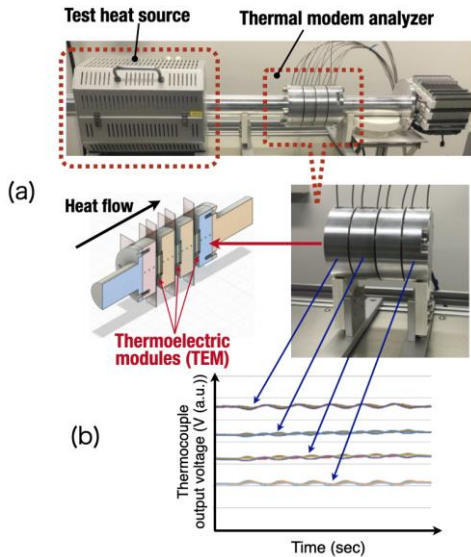 Test heat source
Thermal modem analyzer
(a)
Heat flow
Thermoelectric
modules (TEM)
(b)
Thermocouple
output voltage (V (a.u.))
Time (sec)